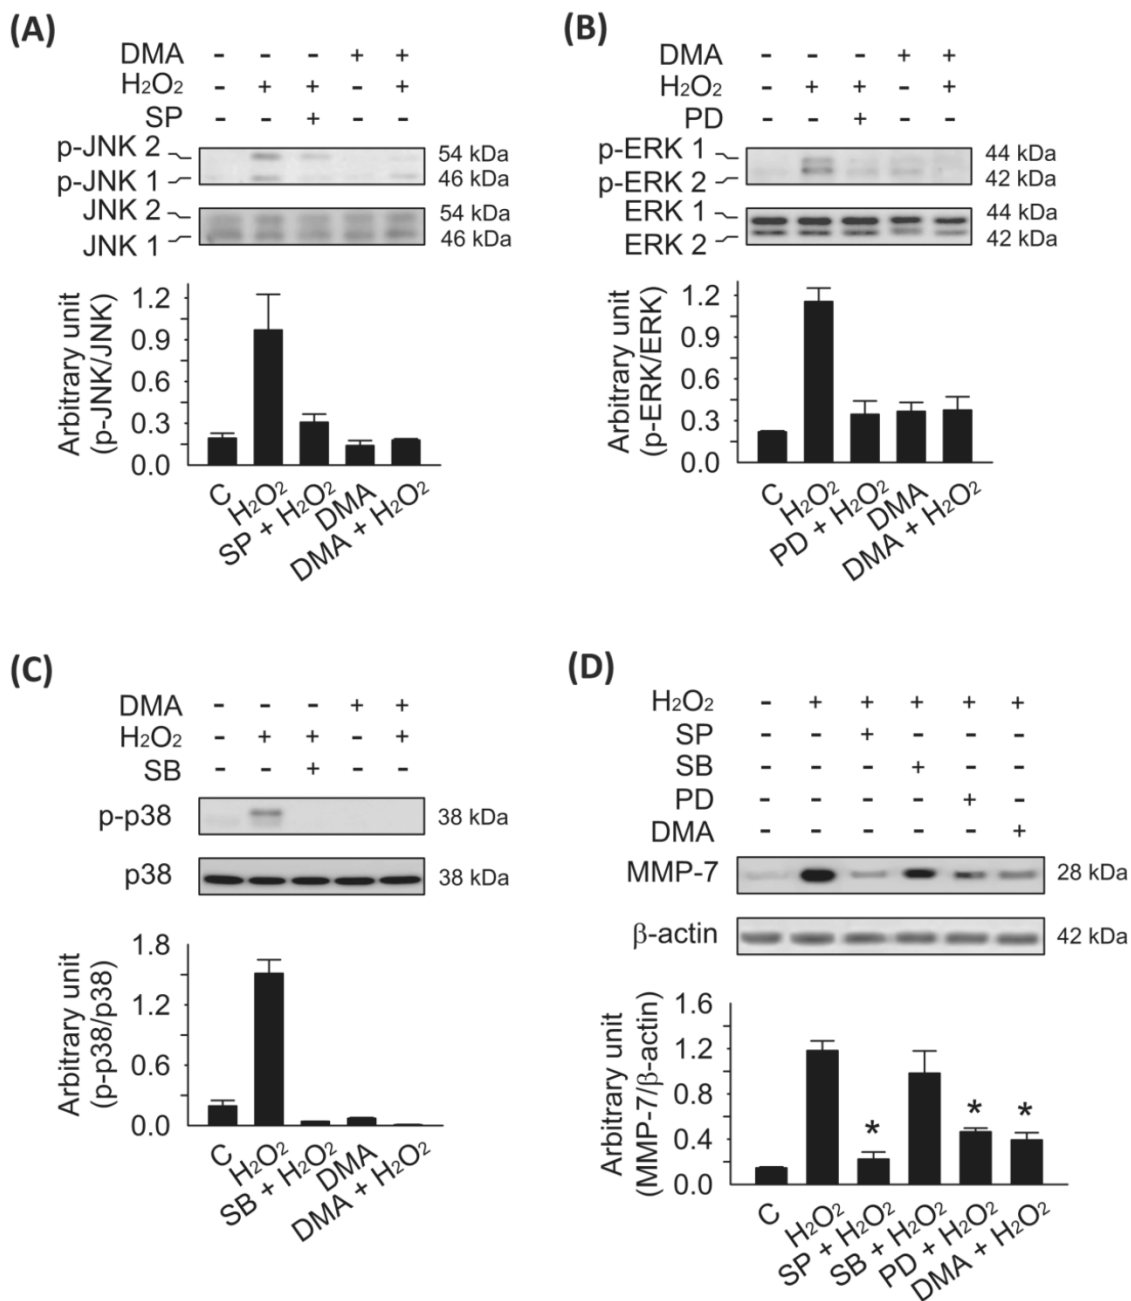 (A)
DMA - - - + +
H₂O₂ - + + - +
SP - - + - -
p-JNK 2 54 kDa
p-JNK 1 46 kDa
JNK 2 54 kDa
JNK 1 46 kDa
Arbitrary unit
(p-JNK/JNK)
1.2
0.9
0.6
0.3
0.0
C
H₂O₂
SP + H₂O₂
DMA
DMA + H₂O₂
(B)
DMA - - - + +
H₂O₂ - + + - +
PD - - + - -
p-ERK 1 44 kDa
p-ERK 2 42 kDa
ERK 1 44 kDa
ERK 2 42 kDa
Arbitrary unit
(p-ERK/ERK)
1.2
0.9
0.6
0.3
0.0
C
H₂O₂
PD + H₂O₂
DMA
DMA + H₂O₂
(C)
DMA - - - + +
H₂O₂ - + + - +
SB - - + - -
p-p38 38 kDa
p38 38 kDa
Arbitrary unit
(p-p38/p38)
1.8
1.2
0.6
0.0
C
H₂O₂
SB + H₂O₂
DMA
DMA + H₂O₂
(D)
H₂O₂ - + + + + +
SP - - + - - -
SB - - - + - -
PD - - - - + -
DMA - - - - - +
MMP-7 28 kDa
β-actin 42 kDa
Arbitrary unit
(MMP-7/β-actin)
1.6
1.2
0.8
0.4
0.0
* * *
C
H₂O₂
SP + H₂O₂
SB + H₂O₂
PD + H₂O₂
DMA + H₂O₂